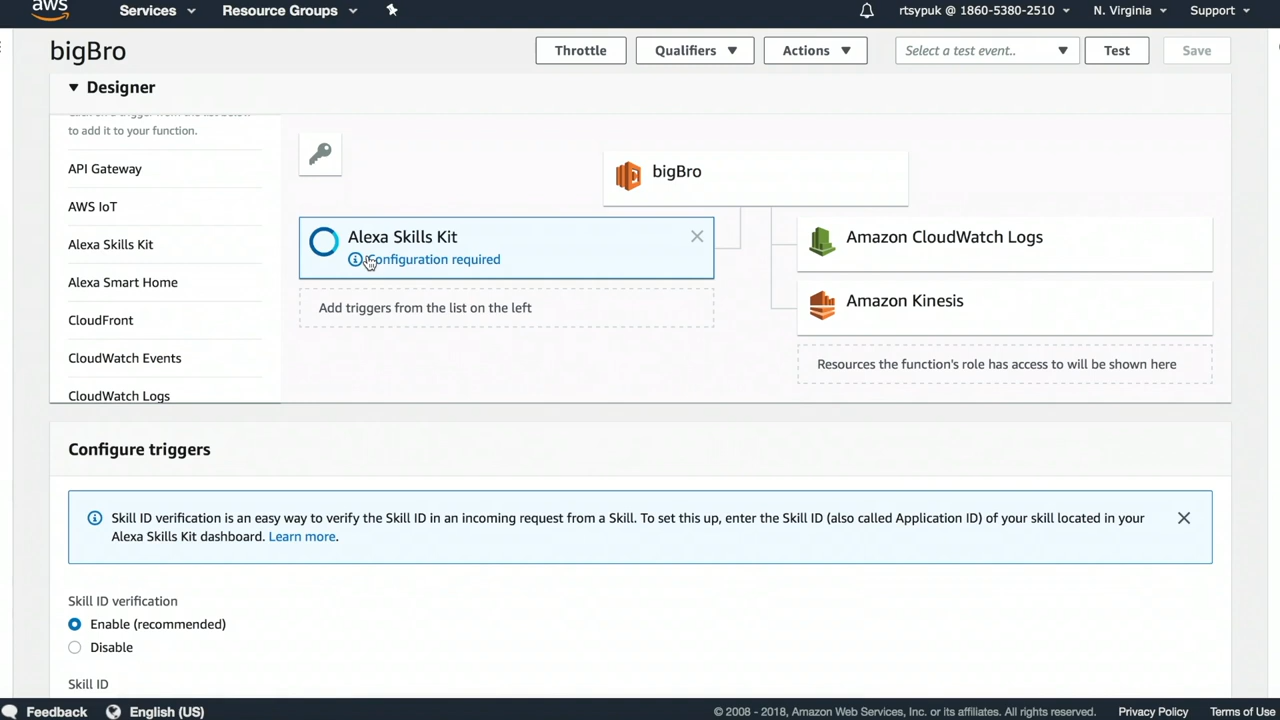 aws
Services
Resource Groups
rtsypuk @ 1860-5380-2510
N. Virginia
Support
bigBro
Throttle
Qualifiers
Actions
Select a test event..
Test
Save
Designer
Click on a trigger from the list below
to add it to your function.
API Gateway
AWS IoT
Alexa Skills Kit
Alexa Smart Home
CloudFront
CloudWatch Events
CloudWatch Logs
bigBro
Alexa Skills Kit
Configuration required
Add triggers from the list on the left
Amazon CloudWatch Logs
Amazon Kinesis
Resources the function's role has access to will be shown here
Configure triggers
Skill ID verification is an easy way to verify the Skill ID in an incoming request from a Skill. To set this up, enter the Skill ID (also called Application ID) of your skill located in your
Alexa Skills Kit dashboard. Learn more.
Skill ID verification
Enable (recommended)
Disable
Skill ID
Feedback
English (US)
© 2008 - 2018, Amazon Web Services, Inc. or its affiliates. All rights reserved.
Privacy Policy
Terms of Use